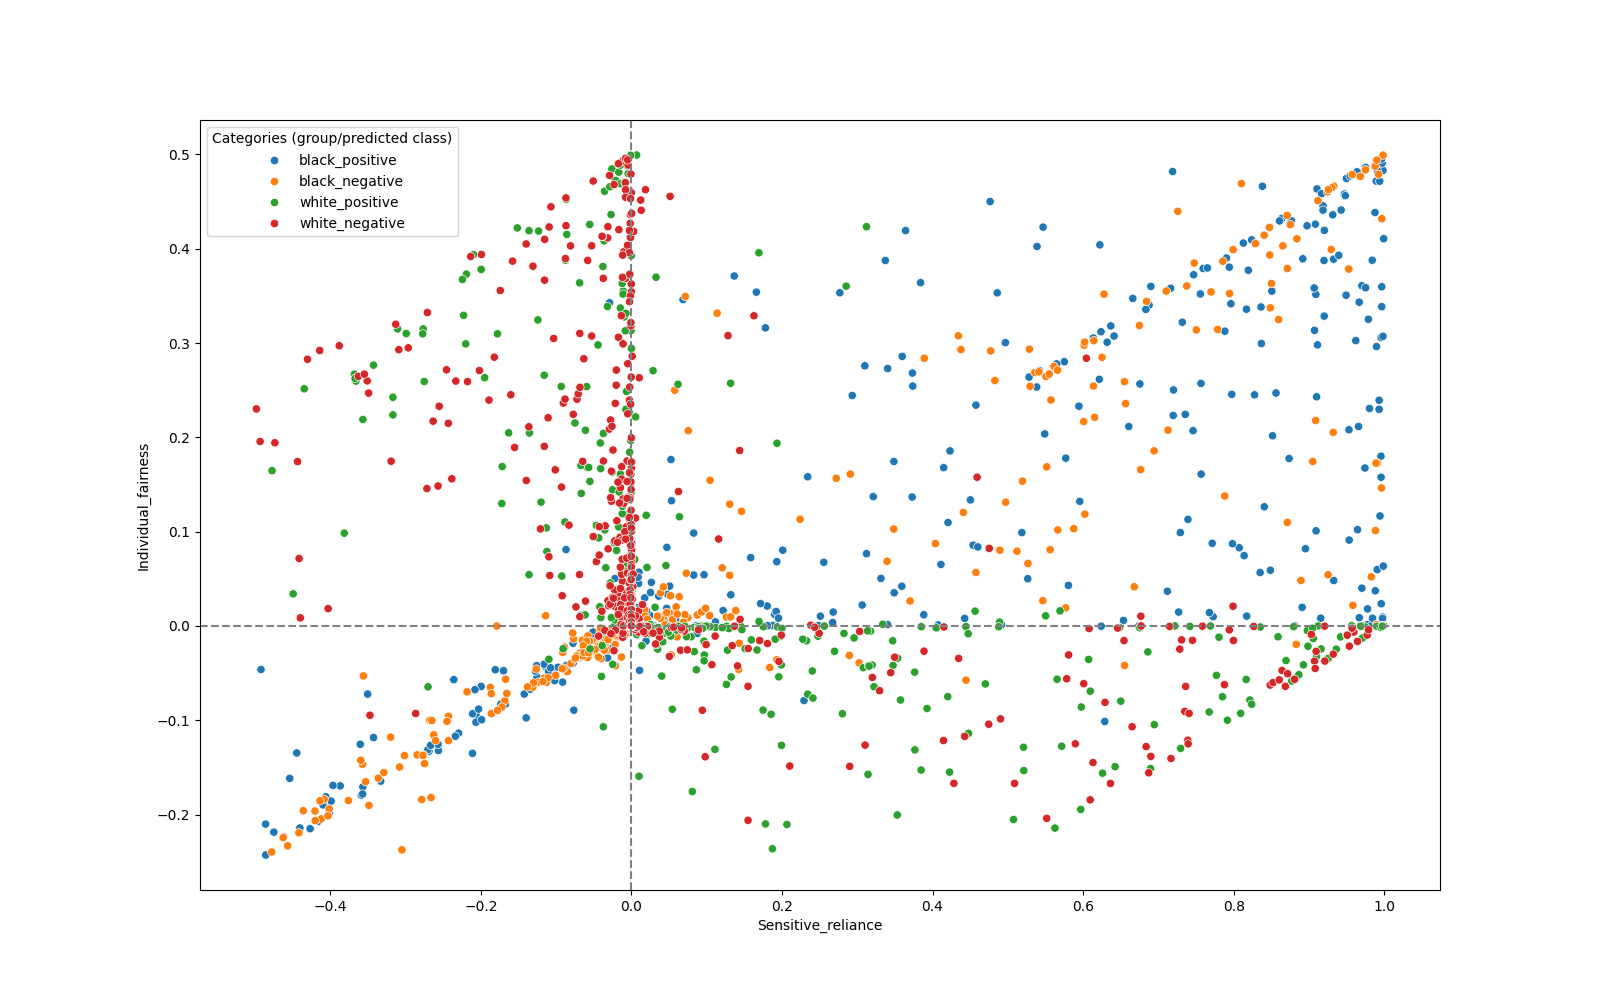 Categories (group/predicted class)
black_positive
black_negative
white_positive
white_negative
0.5
0.4
0.3
0.2
0.1
0.0
−0.1
−0.2
Individual_fairness
−0.4 −0.2 0.0 0.2 0.4 0.6 0.8 1.0
Sensitive_reliance